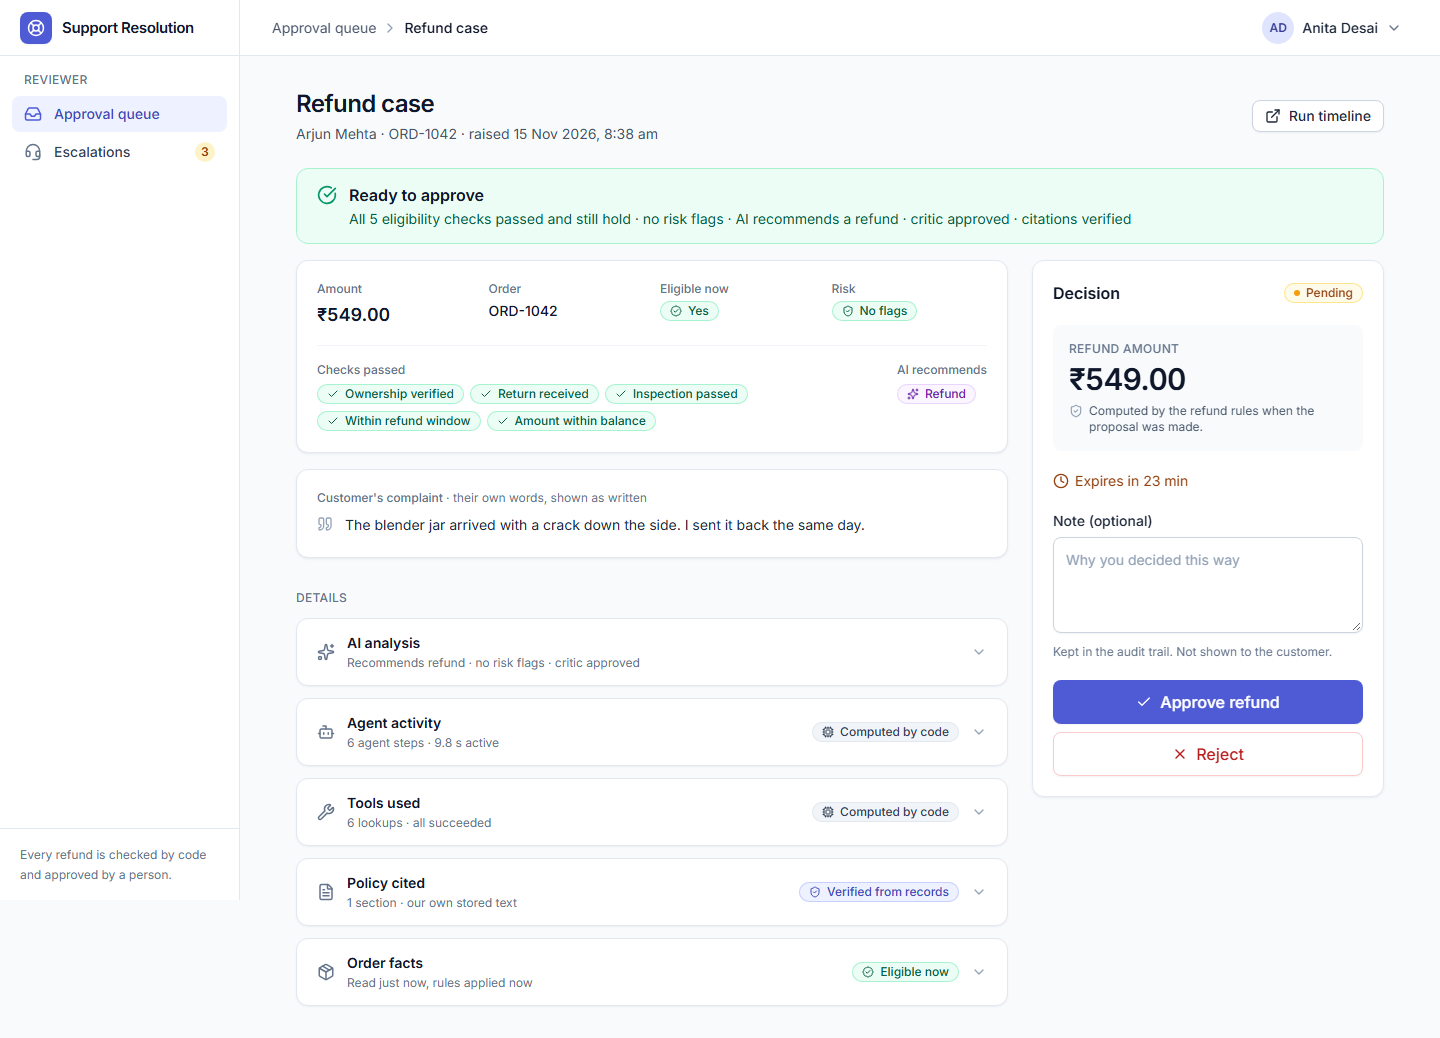 Support Resolution
Approval queue
Refund case
AD
Anita Desai
REVIEWER
Approval queue
Escalations
3
Every refund is checked by code
and approved by a person.
Refund case
Arjun Mehta · ORD-1042 · raised 15 Nov 2026, 8:38 am
Run timeline
Ready to approve
All 5 eligibility checks passed and still hold · no risk flags · AI recommends a refund · critic approved · citations verified
Amount
₹549.00
Order
ORD-1042
Eligible now
Yes
Risk
No flags
Checks passed
Ownership verified
Return received
Inspection passed
Within refund window
Amount within balance
AI recommends
Refund
Customer's complaint · their own words, shown as written
The blender jar arrived with a crack down the side. I sent it back the same day.
DETAILS
AI analysis
Recommends refund · no risk flags · critic approved
Agent activity
6 agent steps · 9.8 s active
Computed by code
Tools used
6 lookups · all succeeded
Computed by code
Policy cited
1 section · our own stored text
Verified from records
Order facts
Read just now, rules applied now
Eligible now
Decision
Pending
REFUND AMOUNT
₹549.00
Computed by the refund rules when the
proposal was made.
Expires in 23 min
Note (optional)
Why you decided this way
Kept in the audit trail. Not shown to the customer.
Approve refund
Reject